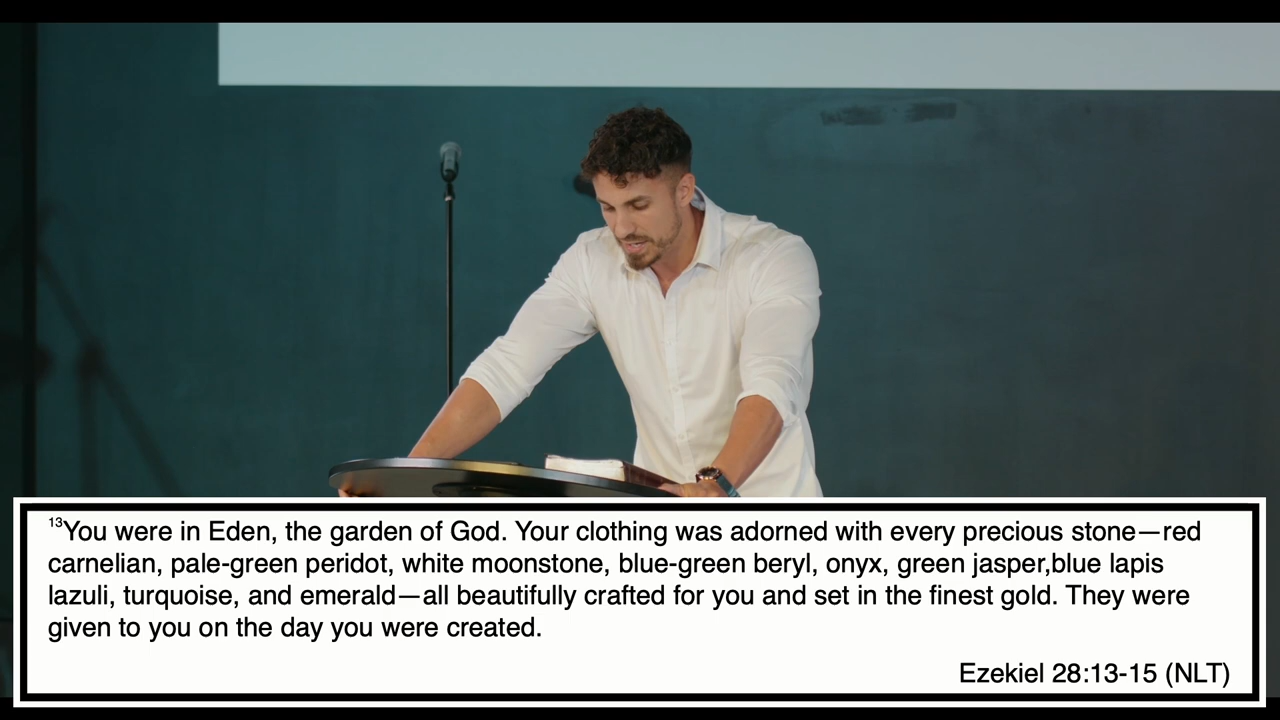 13You were in Eden, the garden of God. Your clothing was adorned with every precious stone—red
carnelian, pale-green peridot, white moonstone, blue-green beryl, onyx, green jasper,blue lapis
lazuli, turquoise, and emerald—all beautifully crafted for you and set in the finest gold. They were
given to you on the day you were created.
Ezekiel 28:13-15 (NLT)